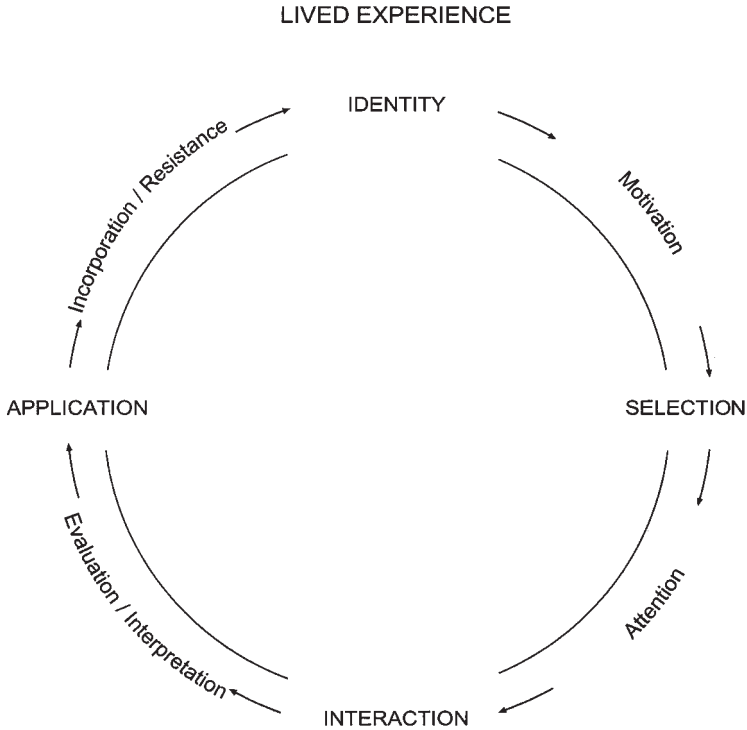 LIVED EXPERIENCE
IDENTITY
Motivation
SELECTION
Attention
INTERACTION
Evaluation / Interpretation
APPLICATION
Incorporation / Resistance